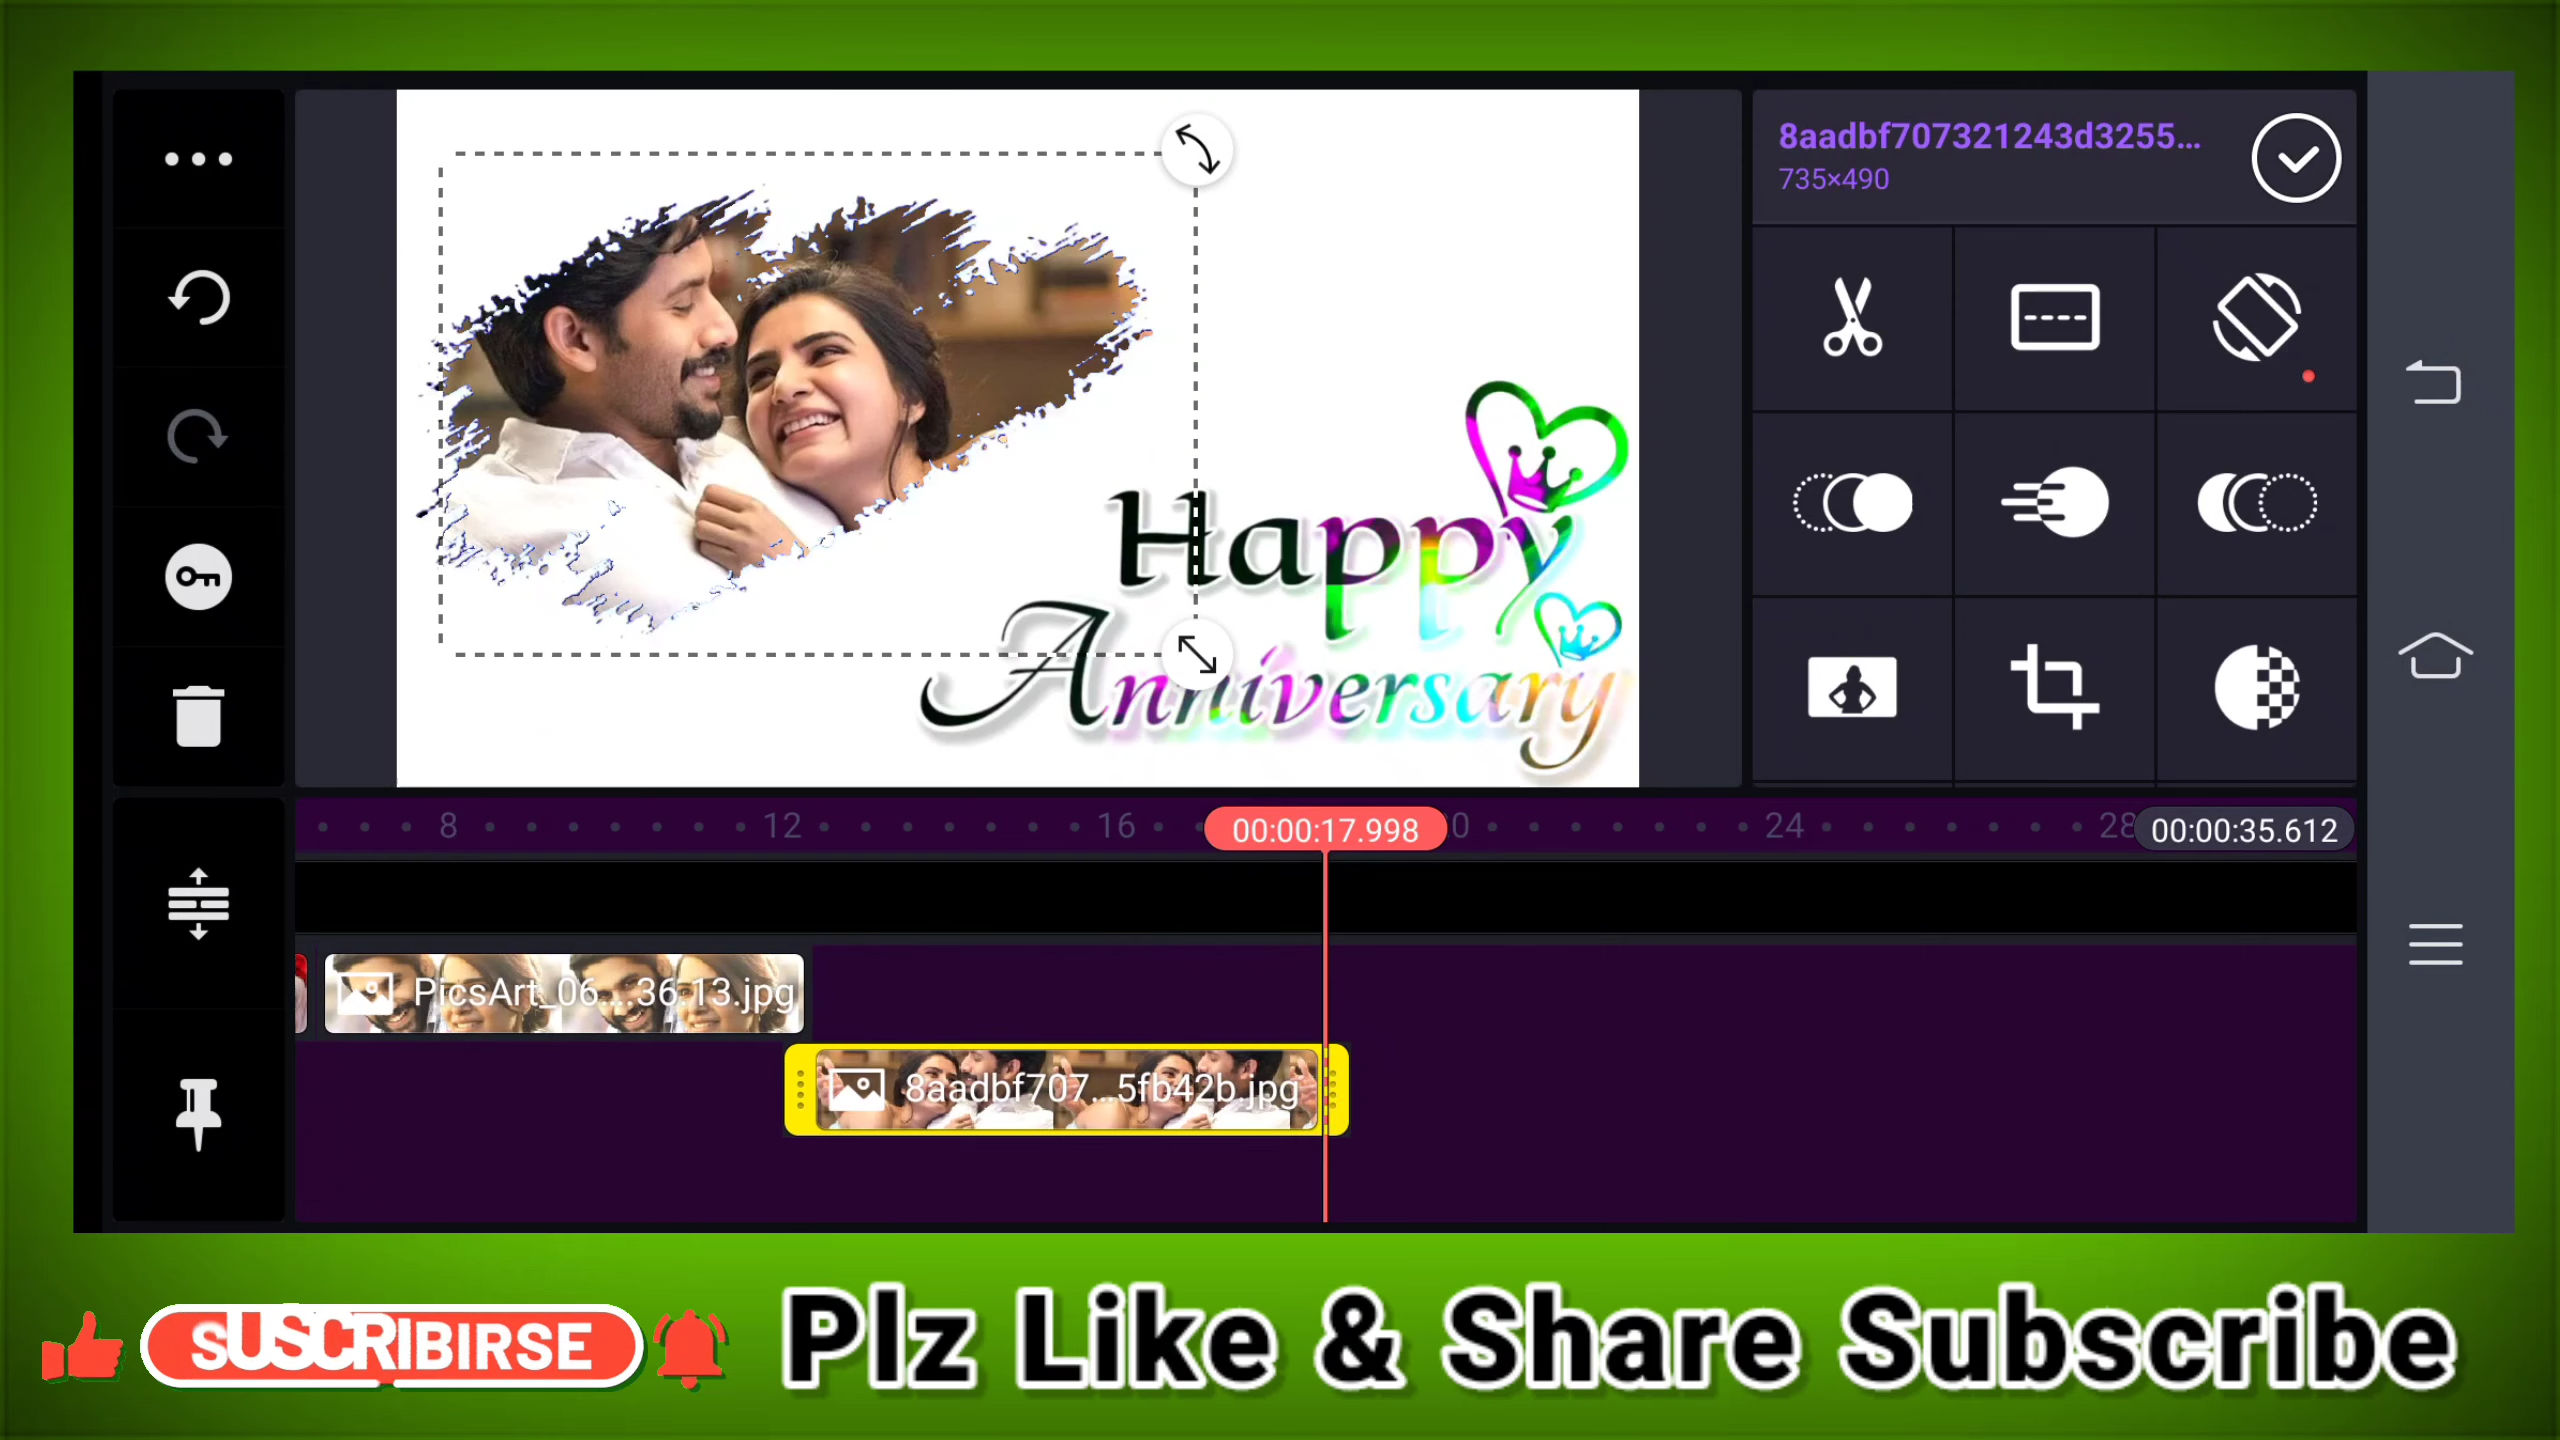 8aadbf707321243d3255...
735×490
Happy
Anniversary
8 12 16 24 28
00:00:17.998
00:00:35.612
PicsArt_06....36.13.jpg
8aadbf707...5fb42b.jpg
SUSCRIBIRSE
Plz Like & Share Subscribe